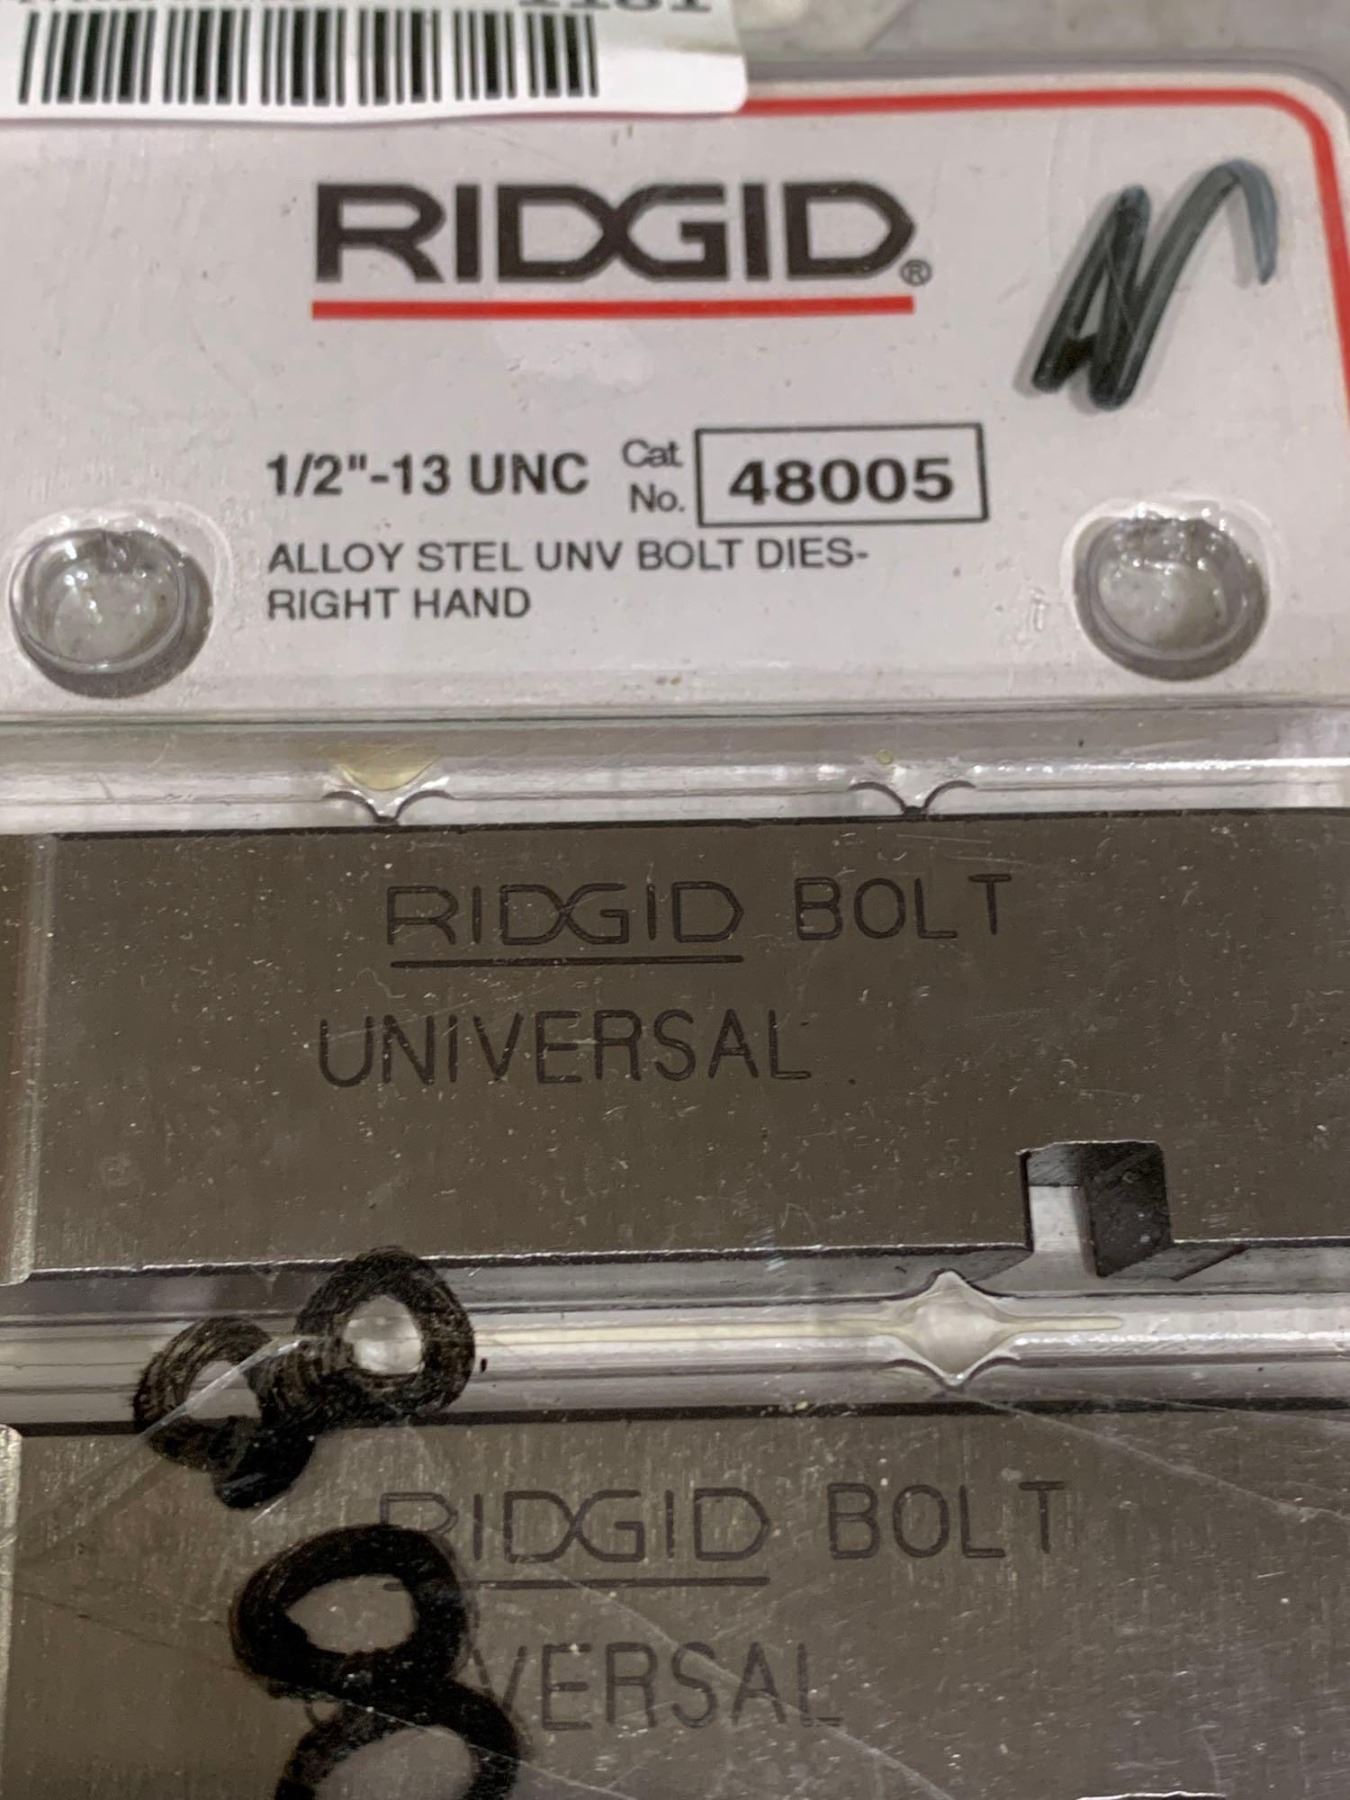 RIDGID®
1/2"-13 UNC Cat No. 48005
ALLOY STEL UNV BOLT DIES-
RIGHT HAND
RIDGID BOLT
UNIVERSAL
RIDGID BOLT
VERSAL